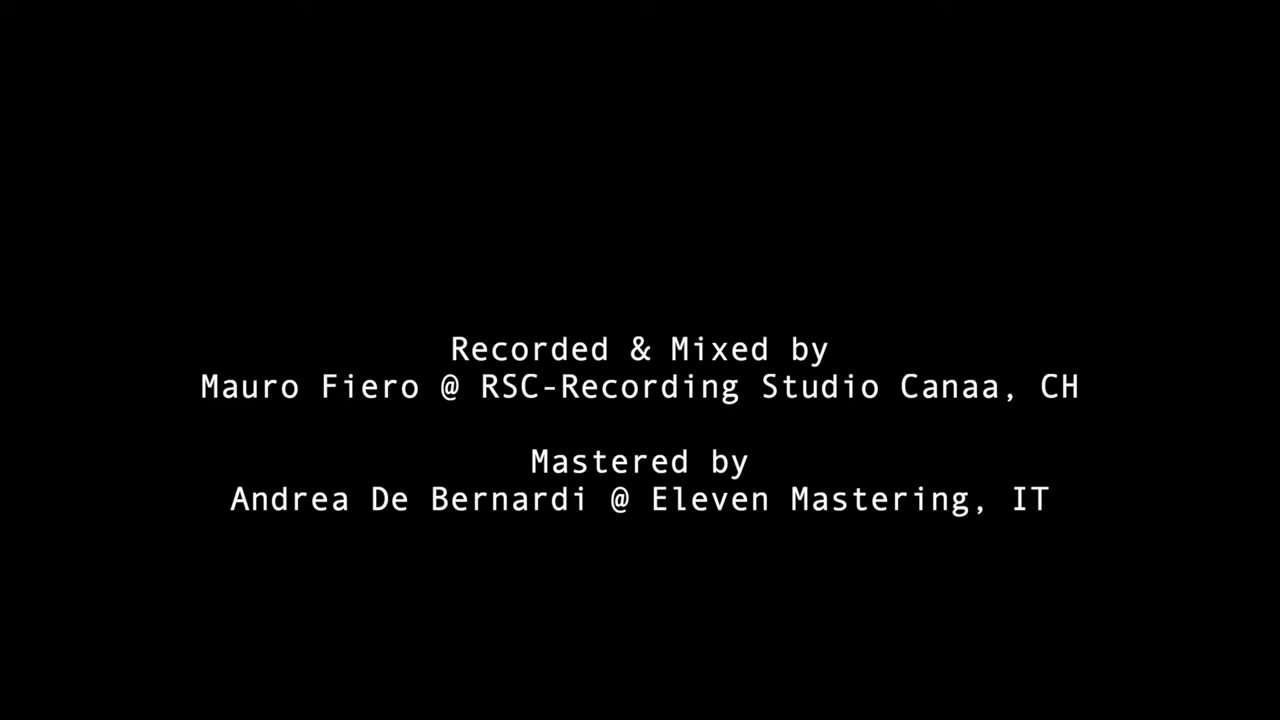 Recorded & Mixed by
Mauro Fiero @ RSC-Recording Studio Canaa, CH
Mastered by
Andrea De Bernardi @ Eleven Mastering, IT